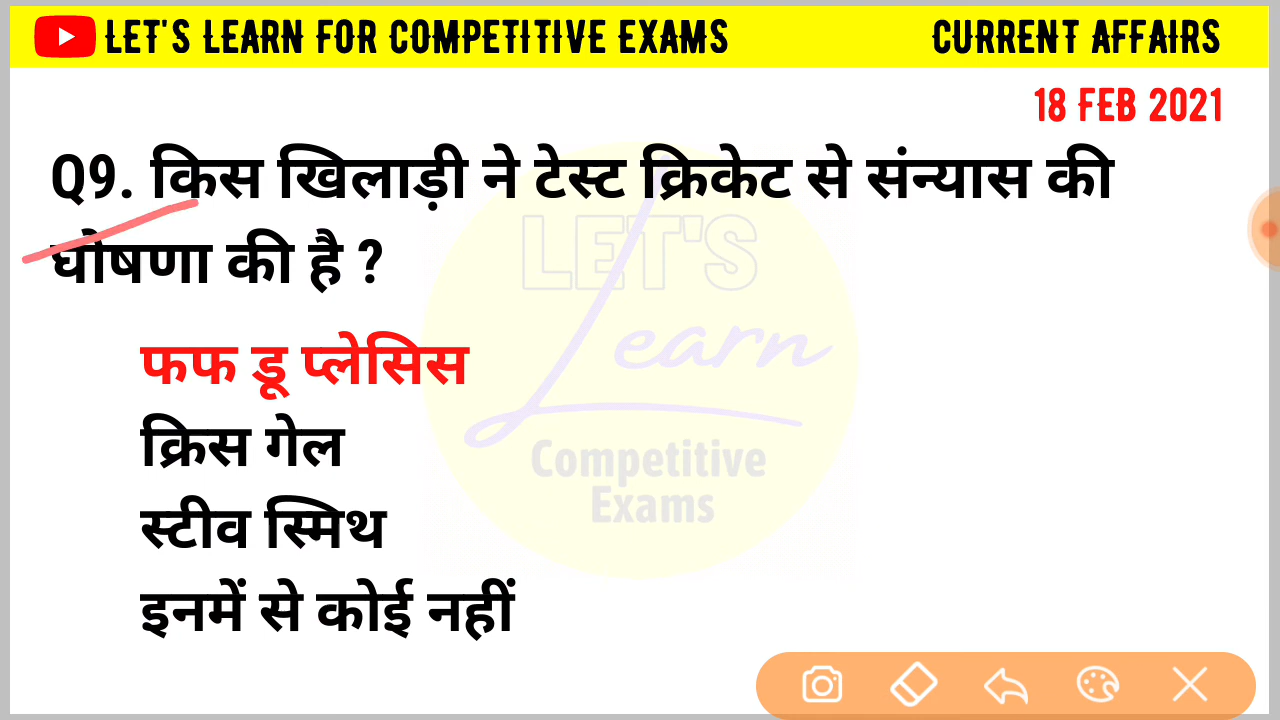 LET'S LEARN FOR COMPETITIVE EXAMS
CURRENT AFFAIRS
18 FEB 2021
Q9. किस खिलाड़ी ने टेस्ट क्रिकेट से संन्यास की
घोषणा की है ?
फफ डू प्लेसिस
क्रिस गेल
स्टीव स्मिथ
इनमें से कोई नहीं
LET'S
Learn
Competitive
Exams